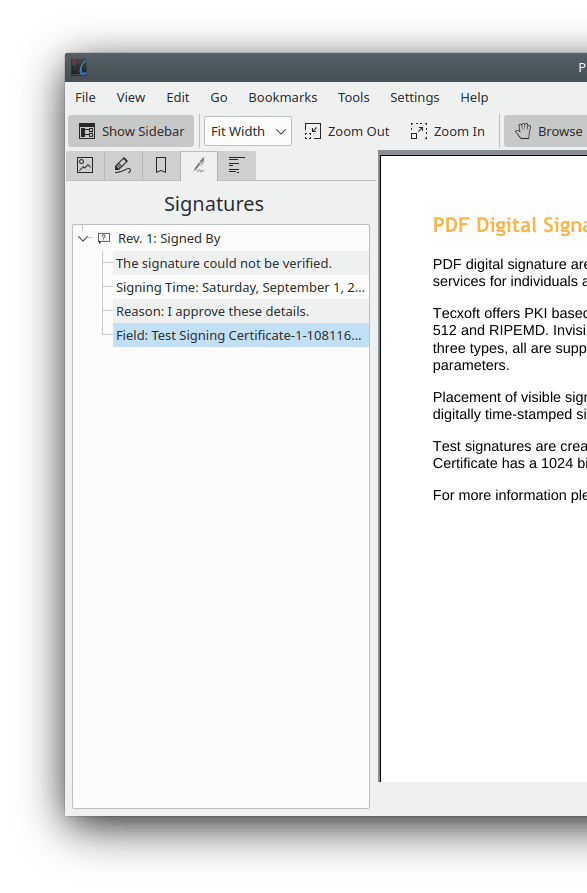 P
File View Edit Go Bookmarks Tools Settings Help
Show Sidebar Fit Width Zoom Out Zoom In Browse
Signatures
Rev. 1: Signed By
The signature could not be verified.
Signing Time: Saturday, September 1, 2...
Reason: I approve these details.
Field: Test Signing Certificate-1-108116...
PDF Digital Signa
PDF digital signature are
services for individuals a
Tecxoft offers PKI based
512 and RIPEMD. Invisi
three types, all are supp
parameters.
Placement of visible sign
digitally time-stamped si
Test signatures are crea
Certificate has a 1024 bi
For more information ple